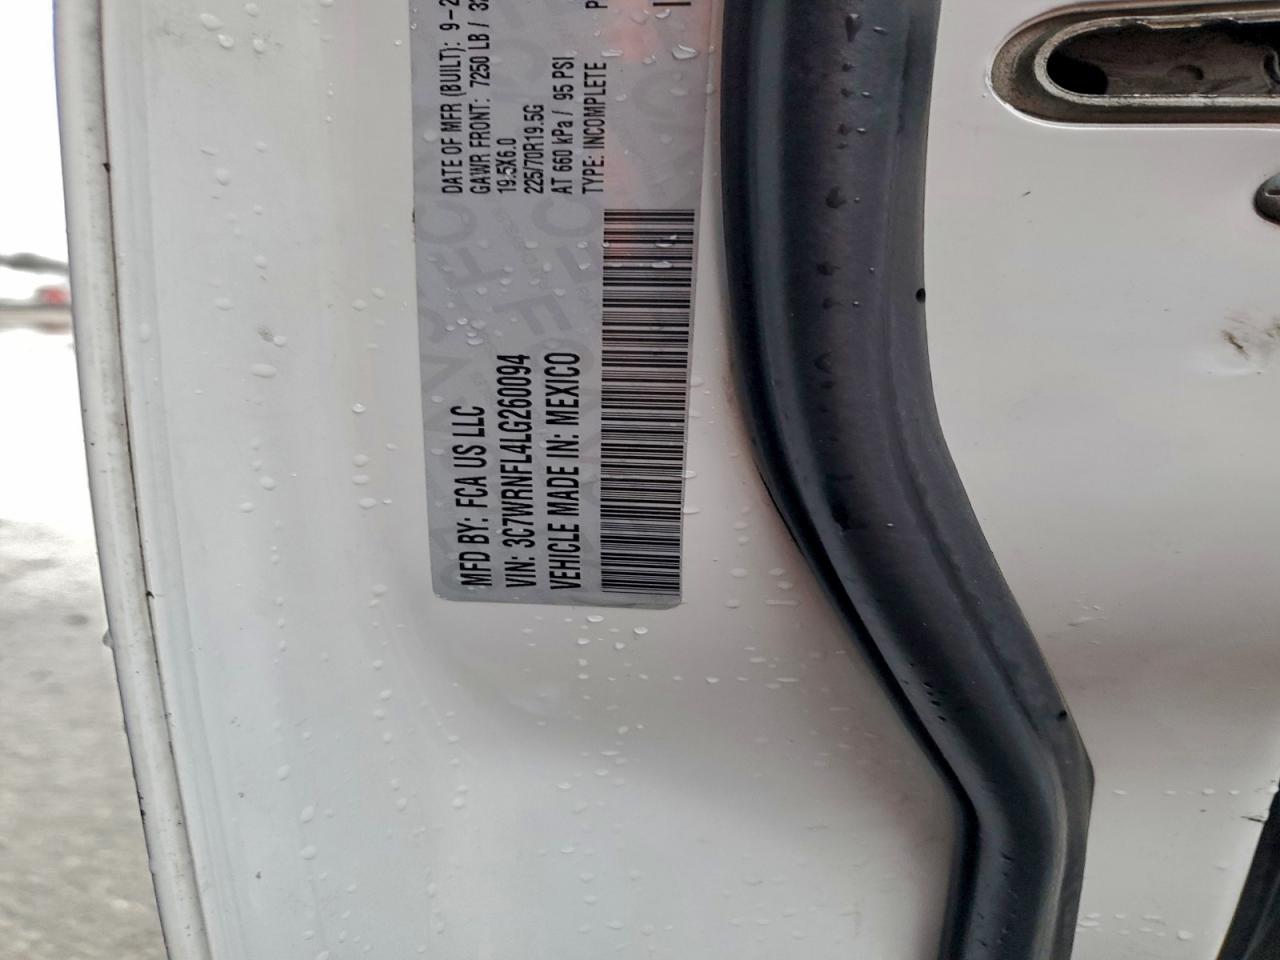 MFD BY: FCA US LLC
VIN: 3C7WRNFL4LG260094
VEHICLE MADE IN: MEXICO
DATE OF MFR (BUILT): 9-2
GAWR FRONT: 7250 LB / 32
19.5X6.0
225/70R19.5G
AT 660 kPa / 95 PSI
TYPE: INCOMPLETE